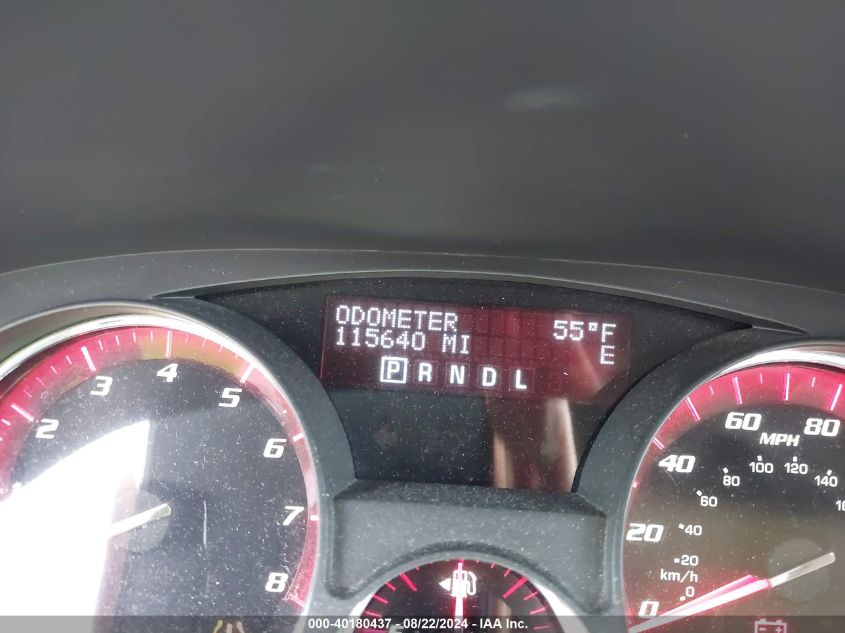 ODOMETER 55°F
115640 MI E
P R N D L
2 3 4 5 6 7 8
0 20 40 60 80
MPH
0 20 40 60 80 100 120 140
km/h
000-40180437 - 08/22/2024 - IAA Inc.